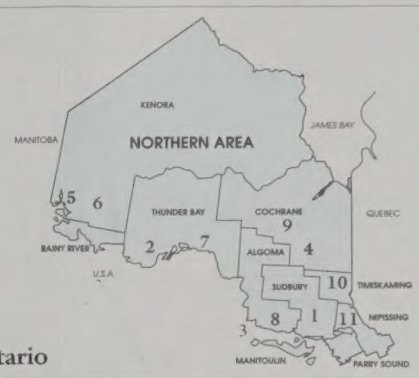 KENORA
JAMES BAY
MANITOBA
NORTHERN AREA
5
6
THUNDER BAY
COCHRANE
QUEBEC
9
RAINY RIVER
2
7
ALGOMA
4
U.S.A
SUDBURY
10
TIMISKAMING
3
8
1
11
NIPISSING
MANITOULIN
PARRY SOUND
tario